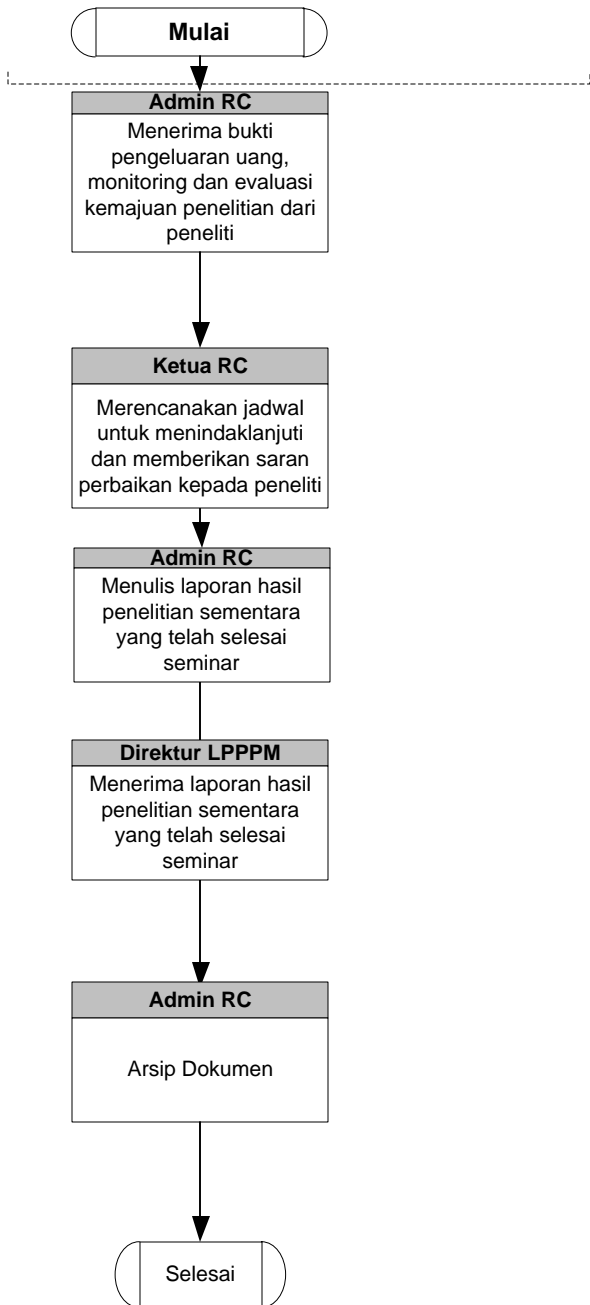 Mulai
Admin RC
Menerima bukti
pengeluaran uang,
monitoring dan evaluasi
kemajuan penelitian dari
peneliti
Ketua RC
Merencanakan jadwal
untuk menindaklanjuti
dan memberikan saran
perbaikan kepada peneliti
Admin RC
Menulis laporan hasil
penelitian sementara
yang telah selesai
seminar
Direktur LPPPM
Menerima laporan hasil
penelitian sementara
yang telah selesai
seminar
Admin RC
Arsip Dokumen
Selesai